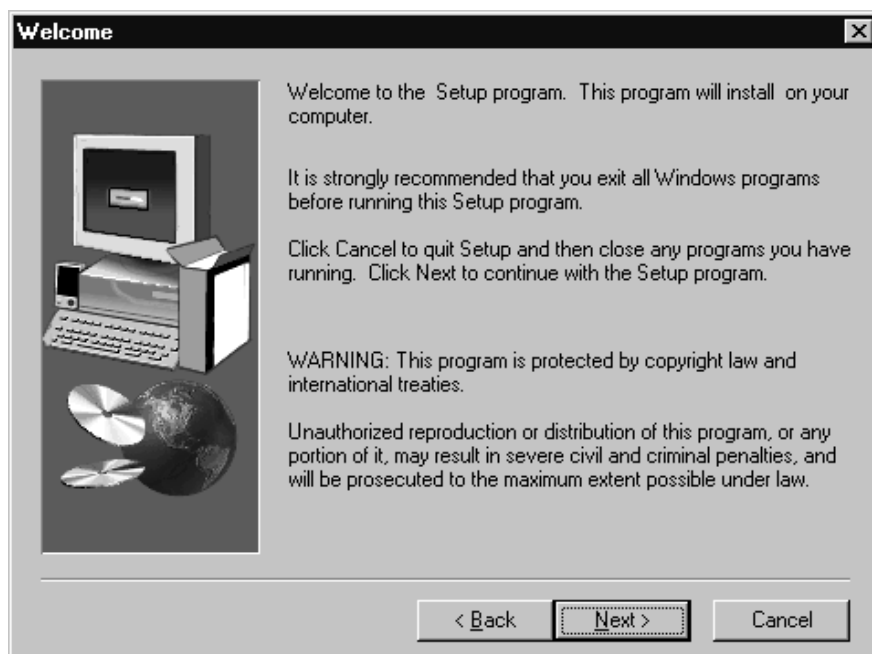 Welcome
Welcome to the  Setup program.  This program will install  on your
computer.
It is strongly recommended that you exit all Windows programs
before running this Setup program.
Click Cancel to quit Setup and then close any programs you have
running.  Click Next to continue with the Setup program.
WARNING: This program is protected by copyright law and
international treaties.
Unauthorized reproduction or distribution of this program, or any
portion of it, may result in severe civil and criminal penalties, and
will be prosecuted to the maximum extent possible under law.
< Back
Next >
Cancel